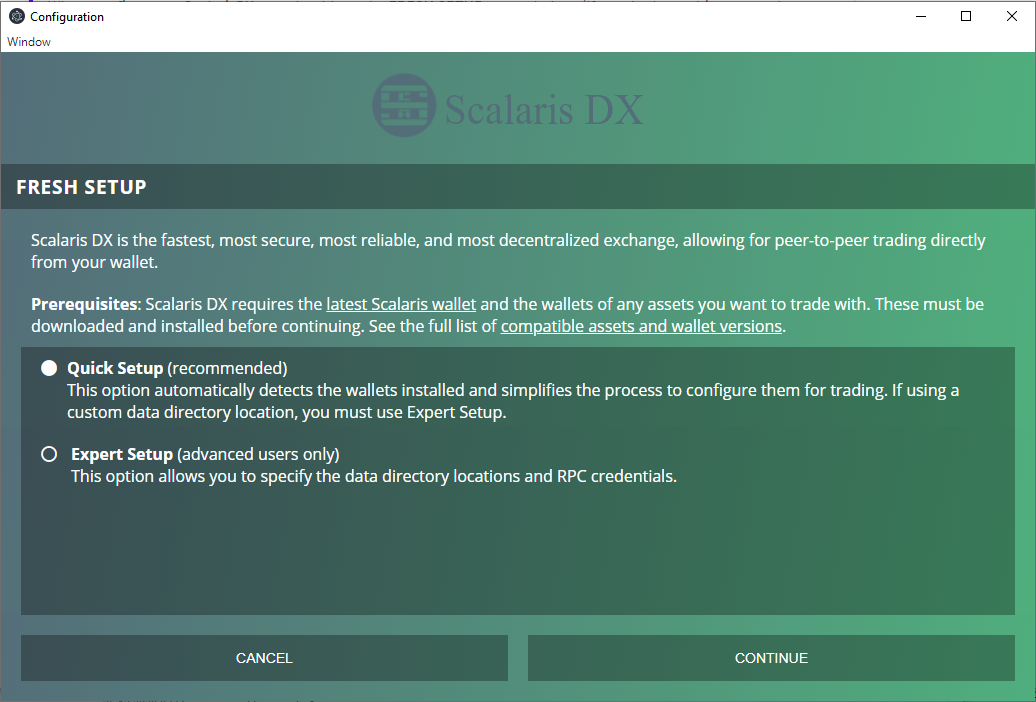 Configuration
Window
Scalaris DX
FRESH SETUP
Scalaris DX is the fastest, most secure, most reliable, and most decentralized exchange, allowing for peer-to-peer trading directly
from your wallet.
Prerequisites: Scalaris DX requires the latest Scalaris wallet and the wallets of any assets you want to trade with. These must be
downloaded and installed before continuing. See the full list of compatible assets and wallet versions.
Quick Setup (recommended)
This option automatically detects the wallets installed and simplifies the process to configure them for trading. If using a
custom data directory location, you must use Expert Setup.
Expert Setup (advanced users only)
This option allows you to specify the data directory locations and RPC credentials.
CANCEL
CONTINUE